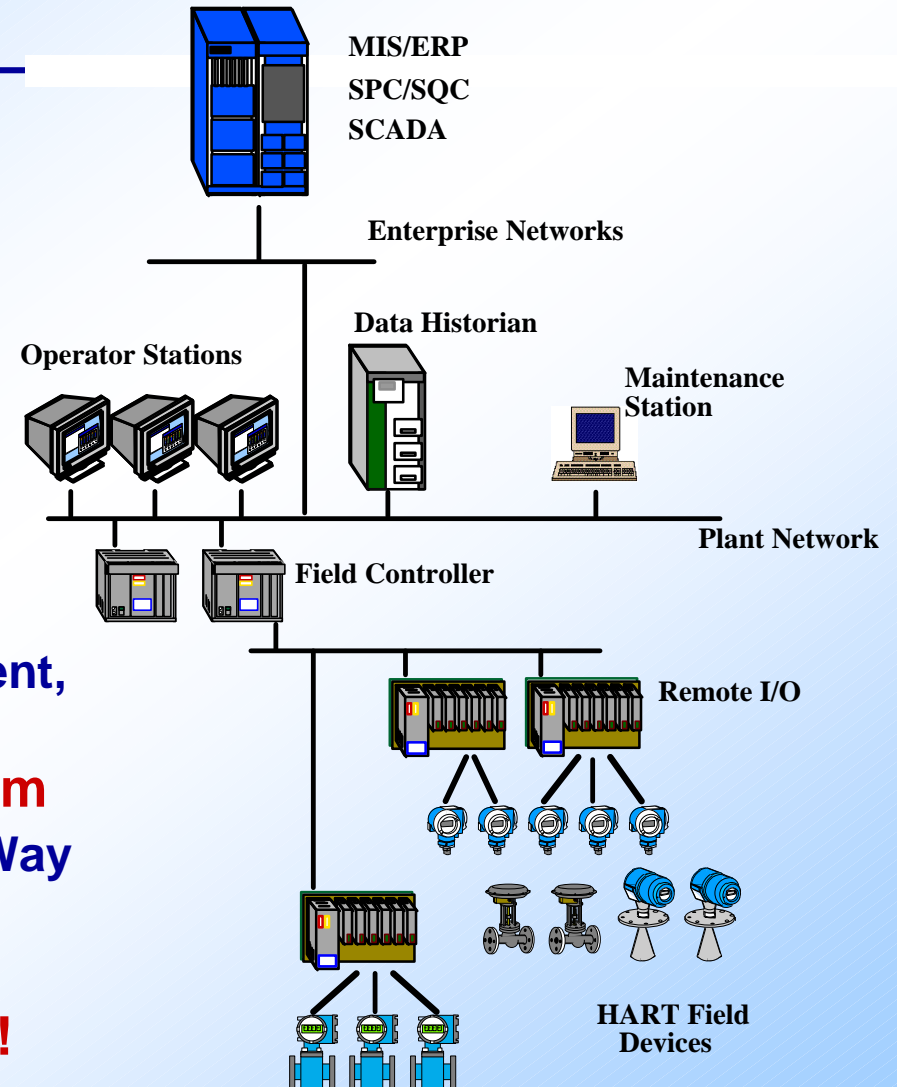 MIS/ERP
SPC/SQC
SCADA
Enterprise Networks
Data Historian
Operator Stations
Maintenance
Station
Plant Network
Field Controller
ent,
Remote I/O
m
Way
HART Field
Devices
!